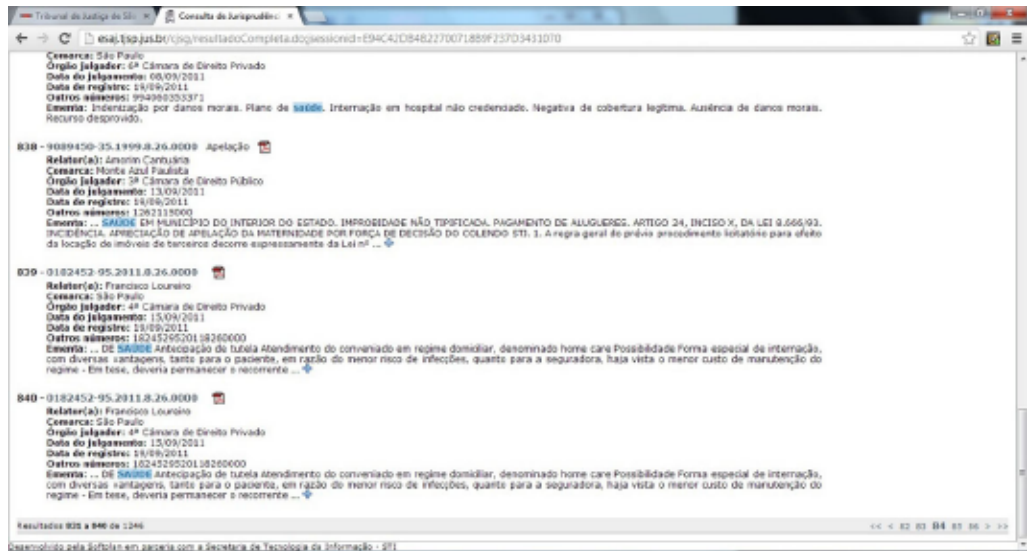 Tribunal de Justiça de São
Consulta de Jurisprudênci
esaj.tjsp.jus.br/cjsg/resultadoCompleta.do;jsessionid=
Comarca: São Paulo
Órgão julgador: 6ª Câmara de Direito Privado
Data do julgamento: 08/09/2011
Data de registro: 19/09/2011
Outros números: 994060353371
Ementa: Indenização por danos morais. Plano de saúde. Internação em hospital não credenciado. Negativa de cobertura legítima. Ausência de danos morais.
Recurso desprovido.
838 - 9089450-35.1999.8.26.0000 Apelação
Relator(a): Amorim Cantuária
Comarca: Monte Azul Paulista
Órgão julgador: 3ª Câmara de Direito Público
Data do julgamento: 13/09/2011
Data de registro: 19/09/2011
Outros números: 1262115000
Ementa: ... SAÚDE EM MUNICÍPIO DO INTERIOR DO ESTADO. IMPROBIDADE NÃO TIPIFICADA. PAGAMENTO DE ALUGUERES. ARTIGO 24, INCISO X, DA LEI 8.666/93.
INCIDÊNCIA. APRECIAÇÃO DE APELAÇÃO DA MATERNIDADE POR FORÇA DE DECISÃO DO COLENDO STJ. 1. A regra geral de prévio procedimento licitatório para efeito
da locação de imóveis de terceiros decorre expressamente da Lei nº ...
839 - 0182452-95.2011.8.26.0000
Relator(a): Francisco Loureiro
Comarca: São Paulo
Órgão julgador: 4ª Câmara de Direito Privado
Data do julgamento: 15/09/2011
Data de registro: 19/09/2011
Outros números: 1824529520118260000
Ementa: ... DE SAÚDE Antecipação de tutela Atendimento do conveniado em regime domiciliar, denominado home care Possibilidade Forma especial de internação,
com diversas vantagens, tanto para o paciente, em razão do menor risco de infecções, quanto para a seguradora, haja vista o menor custo de manutenção do
regime - Em tese, deveria permanecer o recorrente ...
840 - 0182452-95.2011.8.26.0000
Relator(a): Francisco Loureiro
Comarca: São Paulo
Órgão julgador: 4ª Câmara de Direito Privado
Data do julgamento: 15/09/2011
Data de registro: 19/09/2011
Outros números: 1824529520118260000
Ementa: ... DE SAÚDE Antecipação de tutela Atendimento do conveniado em regime domiciliar, denominado home care Possibilidade Forma especial de internação,
com diversas vantagens, tanto para o paciente, em razão do menor risco de infecções, quanto para a seguradora, haja vista o menor custo de manutenção do
regime - Em tese, deveria permanecer o recorrente ...
Resultados 831 a 840 de 1246
<< < 82 83 84 85 86 > >>
Desenvolvido pela Softplan em parceria com a Secretaria de Tecnologia da Informação - STI